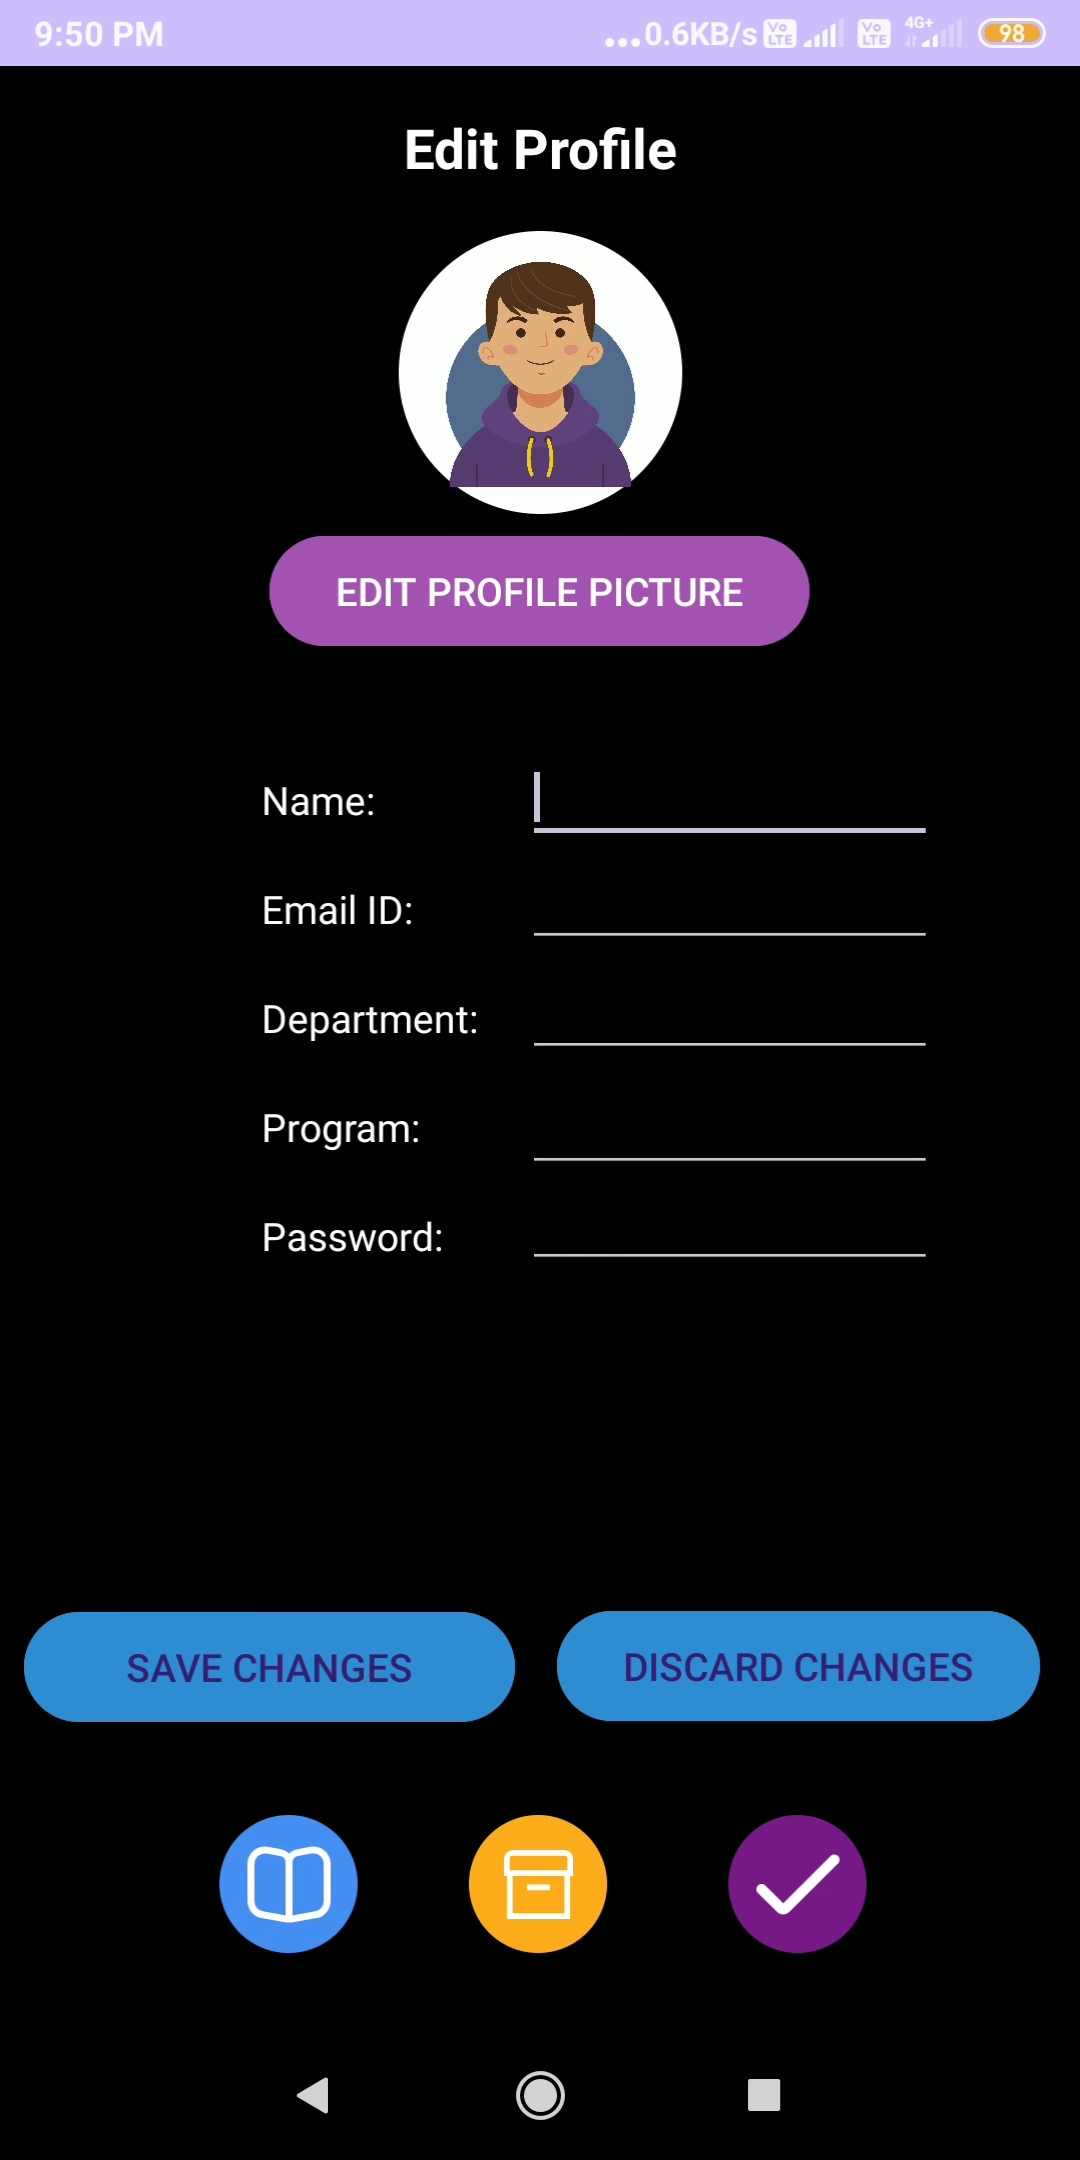 9:50 PM ...0.6KB/s Vo LTE Vo LTE 4G+ 98
Edit Profile
EDIT PROFILE PICTURE
Name:
Email ID:
Department:
Program:
Password:
SAVE CHANGES DISCARD CHANGES